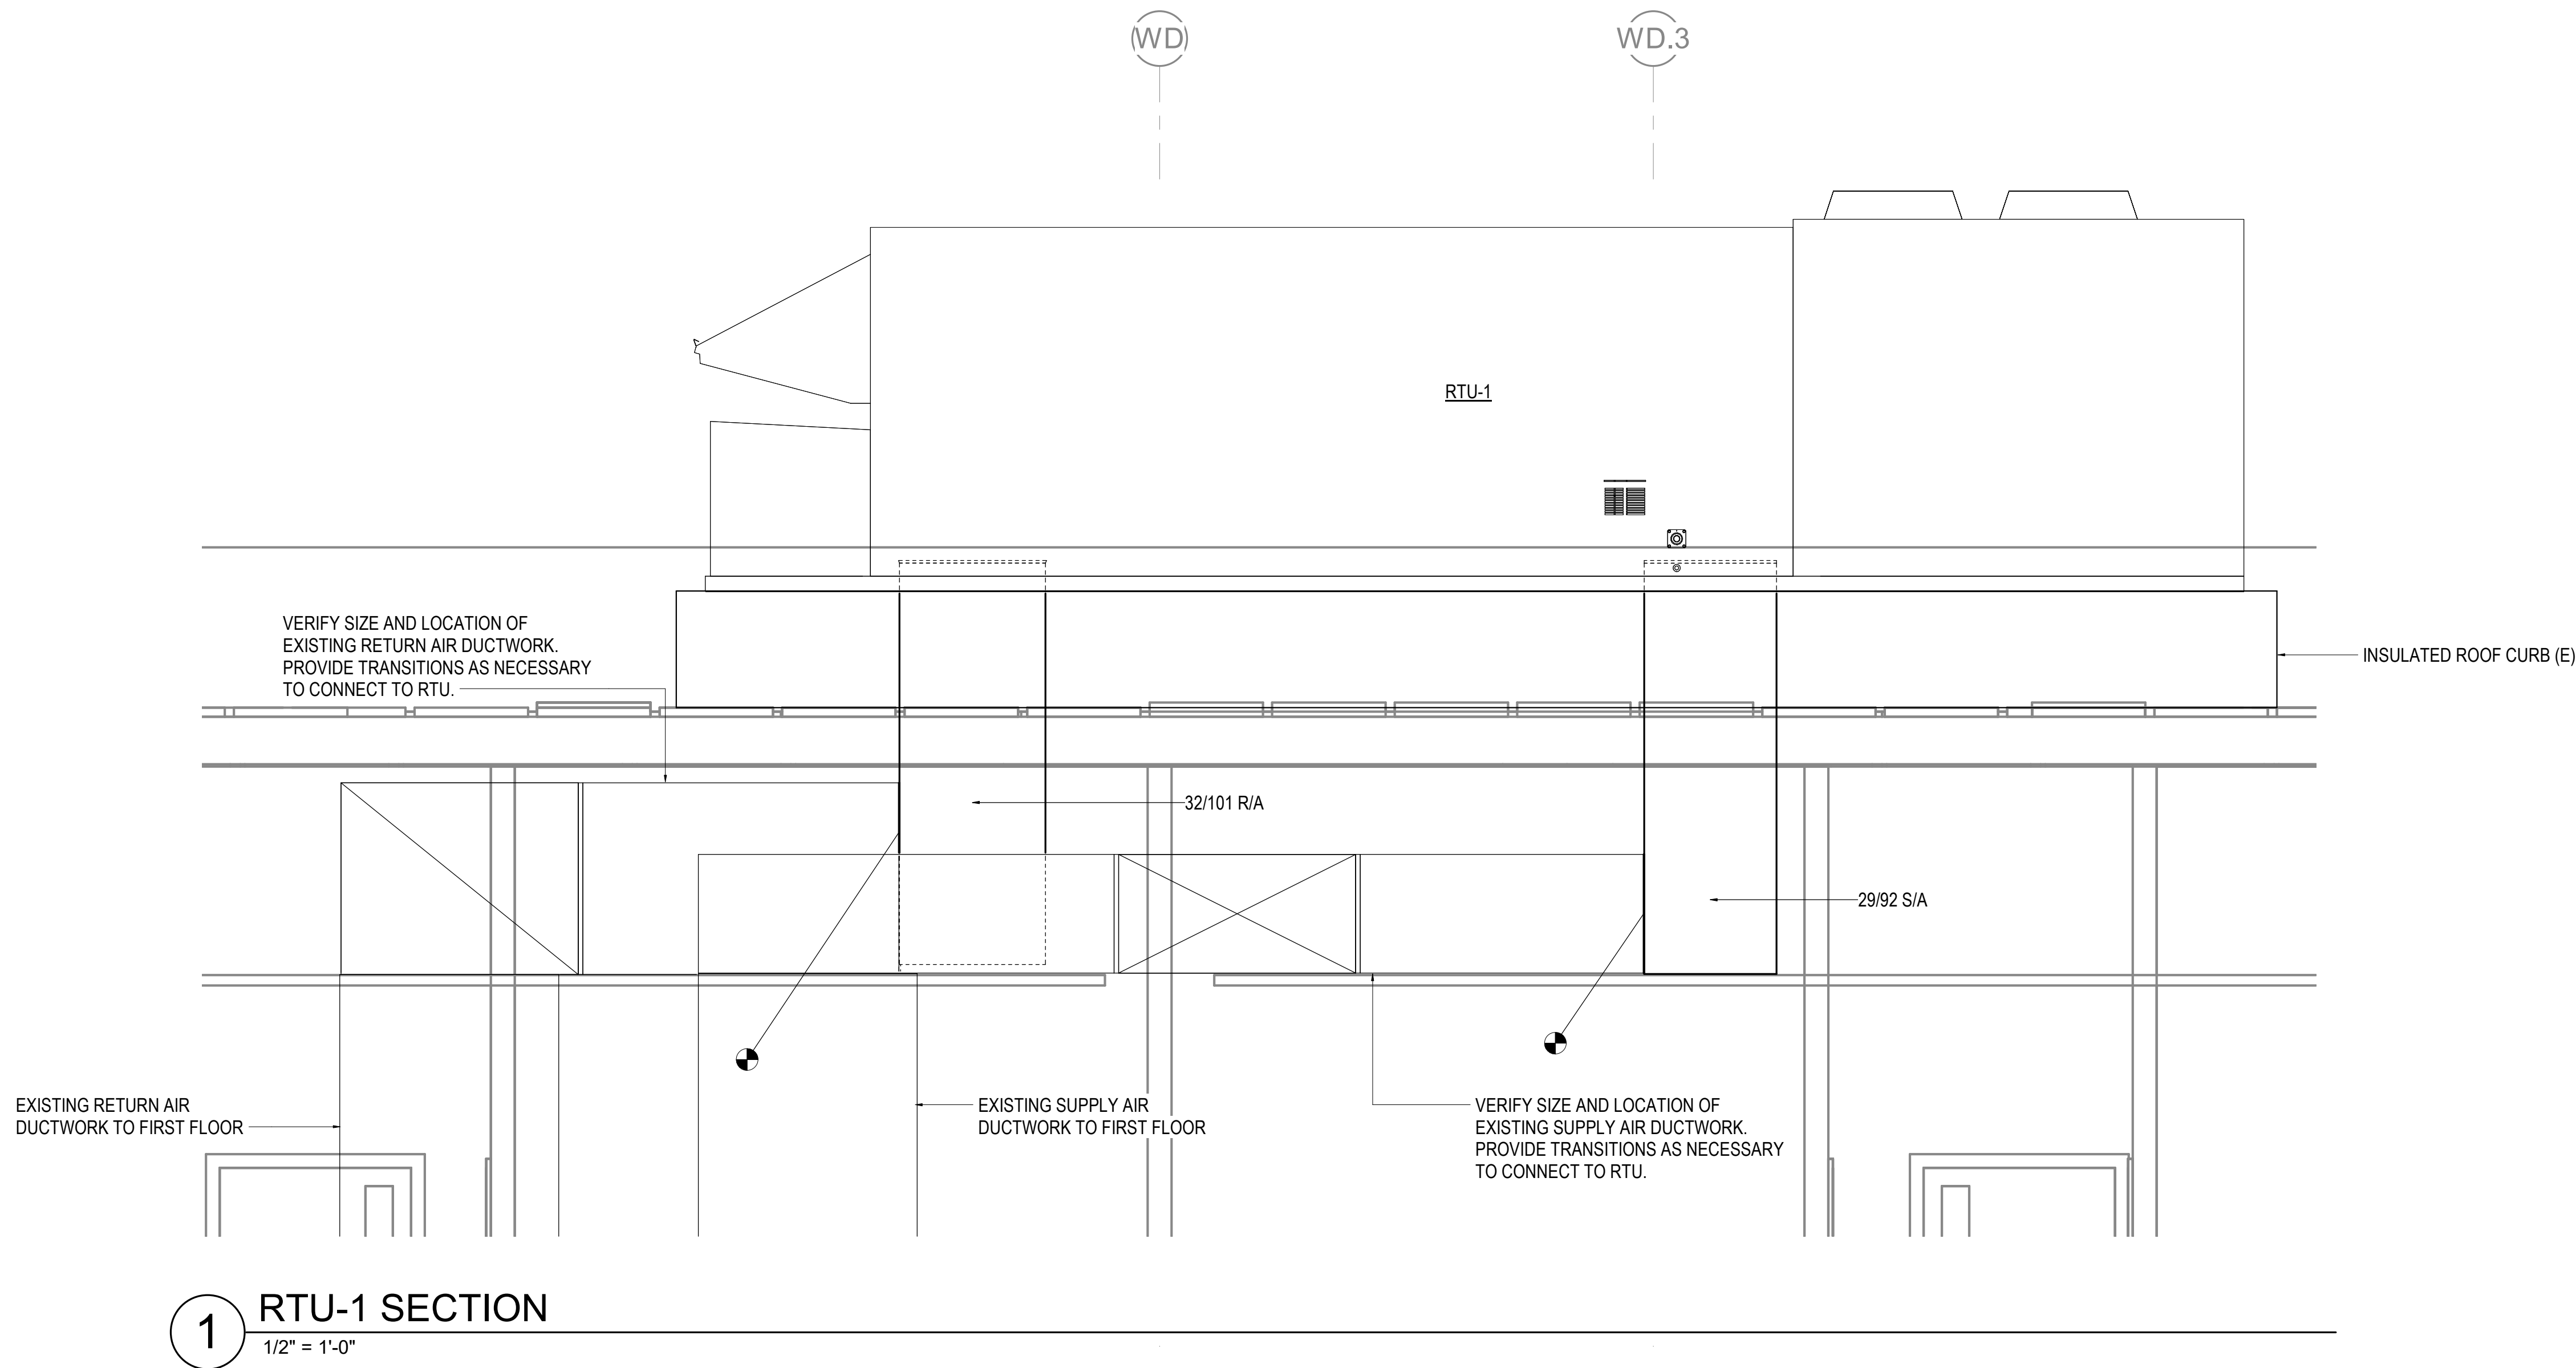 WD
WD.3
RTU-1
VERIFY SIZE AND LOCATION OF
EXISTING RETURN AIR DUCTWORK.
PROVIDE TRANSITIONS AS NECESSARY
TO CONNECT TO RTU.
INSULATED ROOF CURB (E)
32/101 R/A
29/92 S/A
EXISTING RETURN AIR
DUCTWORK TO FIRST FLOOR
EXISTING SUPPLY AIR
DUCTWORK TO FIRST FLOOR
VERIFY SIZE AND LOCATION OF
EXISTING SUPPLY AIR DUCTWORK.
PROVIDE TRANSITIONS AS NECESSARY
TO CONNECT TO RTU.
1
RTU-1 SECTION
1/2" = 1'-0"